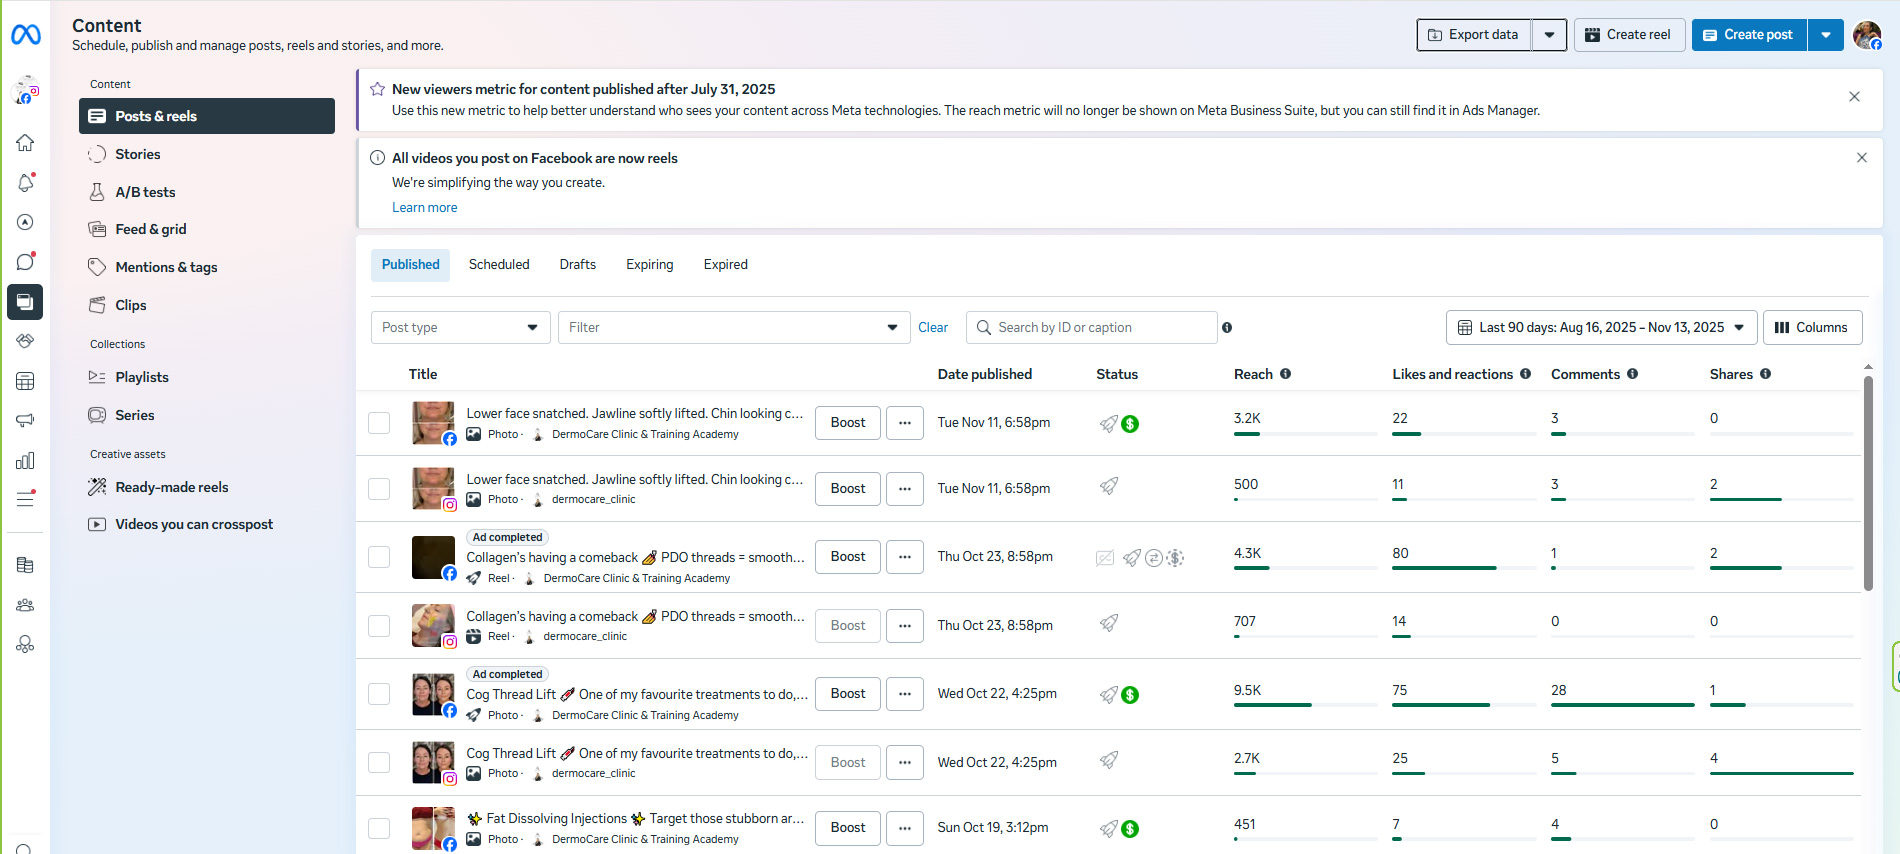 Content
Schedule, publish and manage posts, reels and stories, and more.
Export data
Create reel
Create post
Content
Posts & reels
Stories
A/B tests
Feed & grid
Mentions & tags
Clips
Collections
Playlists
Series
Creative assets
Ready-made reels
Videos you can crosspost
New viewers metric for content published after July 31, 2025
Use this new metric to help better understand who sees your content across Meta technologies. The reach metric will no longer be shown on Meta Business Suite, but you can still find it in Ads Manager.
All videos you post on Facebook are now reels
We're simplifying the way you create.
Learn more
Published Scheduled Drafts Expiring Expired
Post type Filter Clear Search by ID or caption Last 90 days: Aug 16, 2025 – Nov 13, 2025 Columns
Title Date published Status Reach Likes and reactions Comments Shares
Lower face snatched. Jawline softly lifted. Chin looking c...
Photo · DermoCare Clinic & Training Academy
Boost ... Tue Nov 11, 6:58pm 3.2K 22 3 0
Lower face snatched. Jawline softly lifted. Chin looking c...
Photo · dermocare_clinic
Boost ... Tue Nov 11, 6:58pm 500 11 3 2
Ad completed
Collagen's having a comeback 💅 PDO threads = smooth...
Reel · DermoCare Clinic & Training Academy
Boost ... Thu Oct 23, 8:58pm 4.3K 80 1 2
Collagen's having a comeback 💅 PDO threads = smooth...
Reel · dermocare_clinic
Boost ... Thu Oct 23, 8:58pm 707 14 0 0
Ad completed
Cog Thread Lift 🚀 One of my favourite treatments to do,...
Photo · DermoCare Clinic & Training Academy
Boost ... Wed Oct 22, 4:25pm 9.5K 75 28 1
Cog Thread Lift 🚀 One of my favourite treatments to do,...
Photo · dermocare_clinic
Boost ... Wed Oct 22, 4:25pm 2.7K 25 5 4
✨ Fat Dissolving Injections ✨ Target those stubborn ar...
Photo · DermoCare Clinic & Training Academy
Boost ... Sun Oct 19, 3:12pm 451 7 4 0